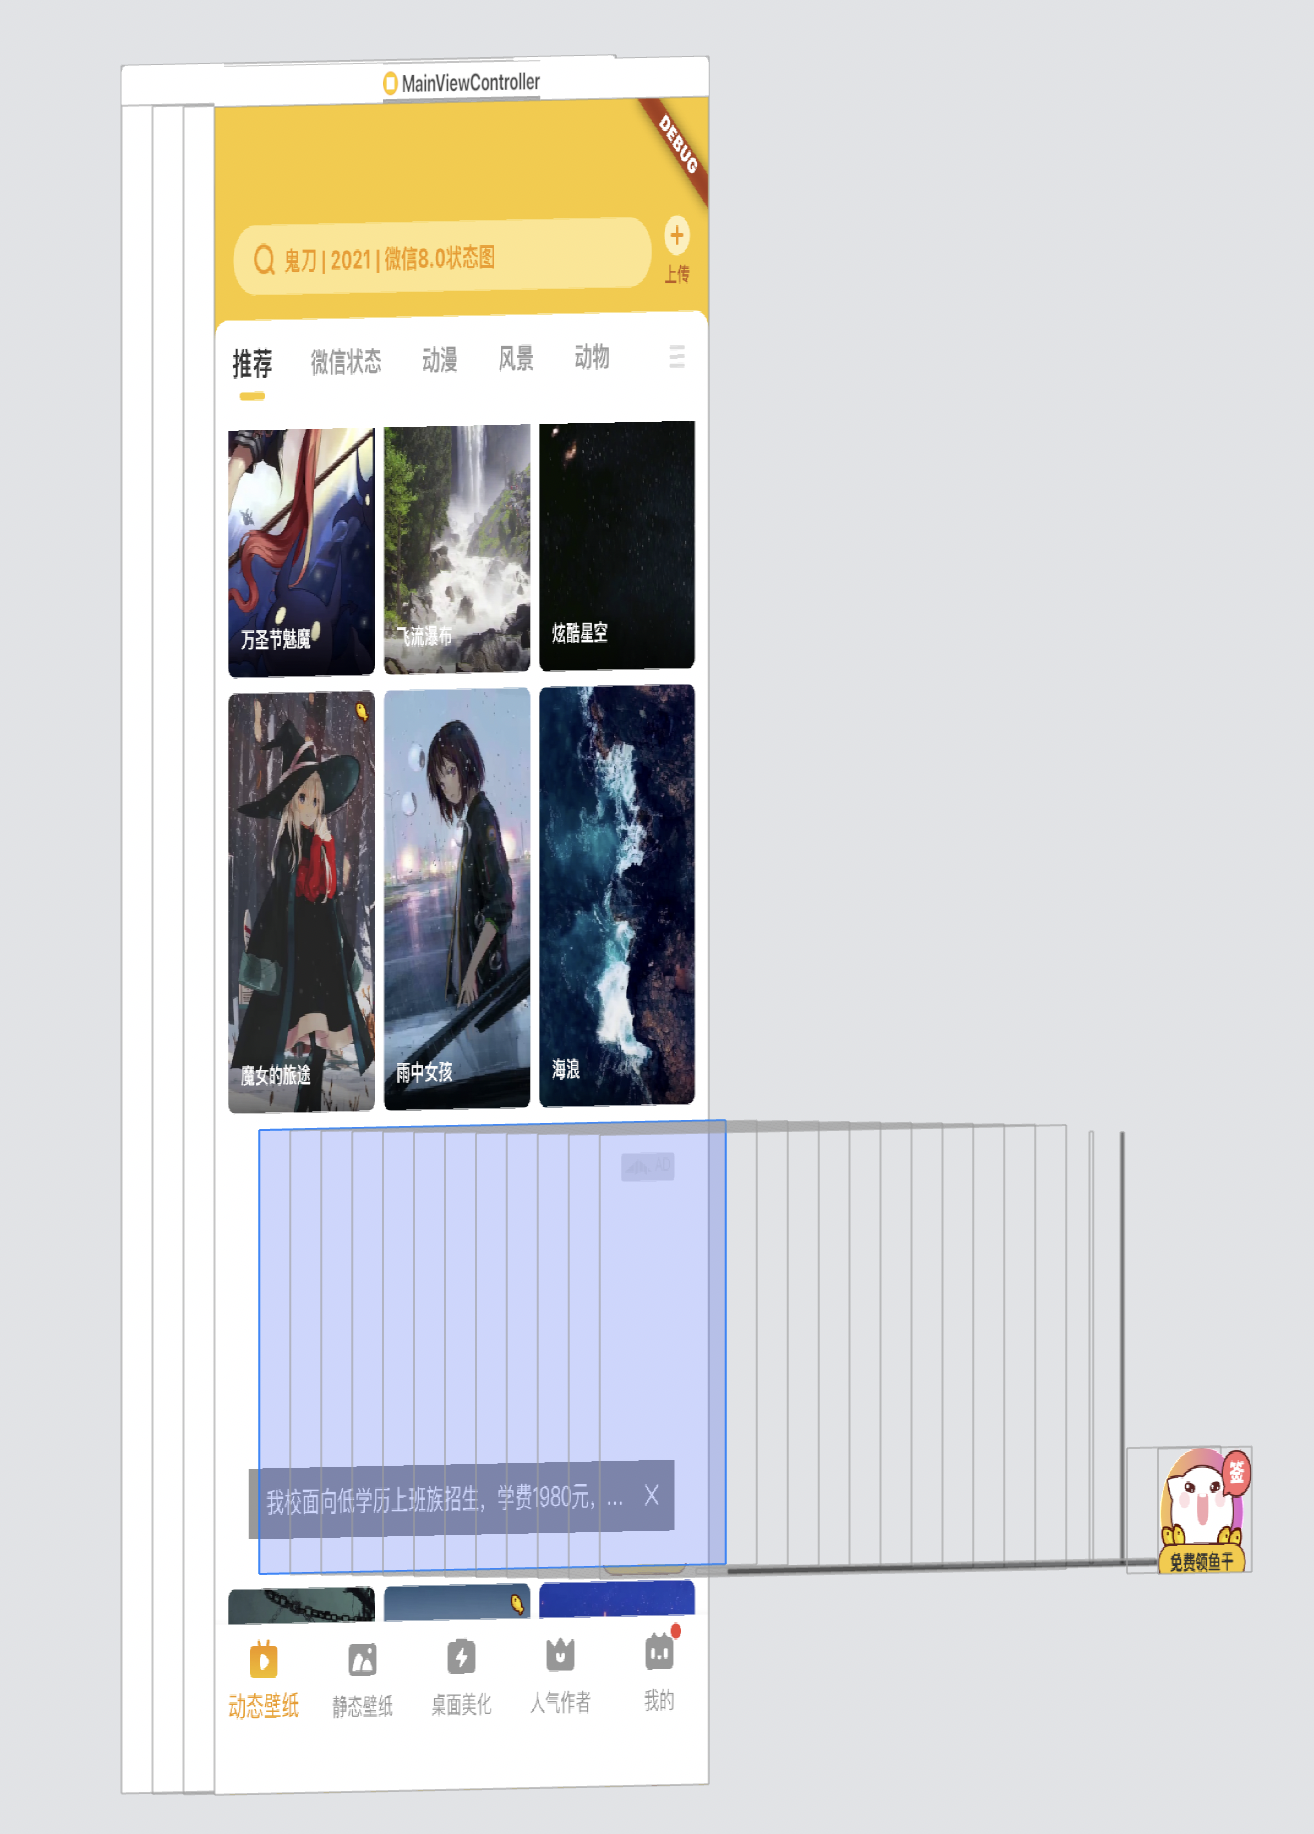 MainViewController
DEBUG
鬼刀 | 2021 | 微信8.0状态图
上传
推荐 微信状态 动漫 风景 动物
万圣节魅魔 飞流瀑布 炫酷星空
魔女的旅途 雨中女孩 海浪
AD
我校面向低学历上班族招生，学费1980元，...
签
免费领鱼干
动态壁纸 静态壁纸 桌面美化 人气作者 我的